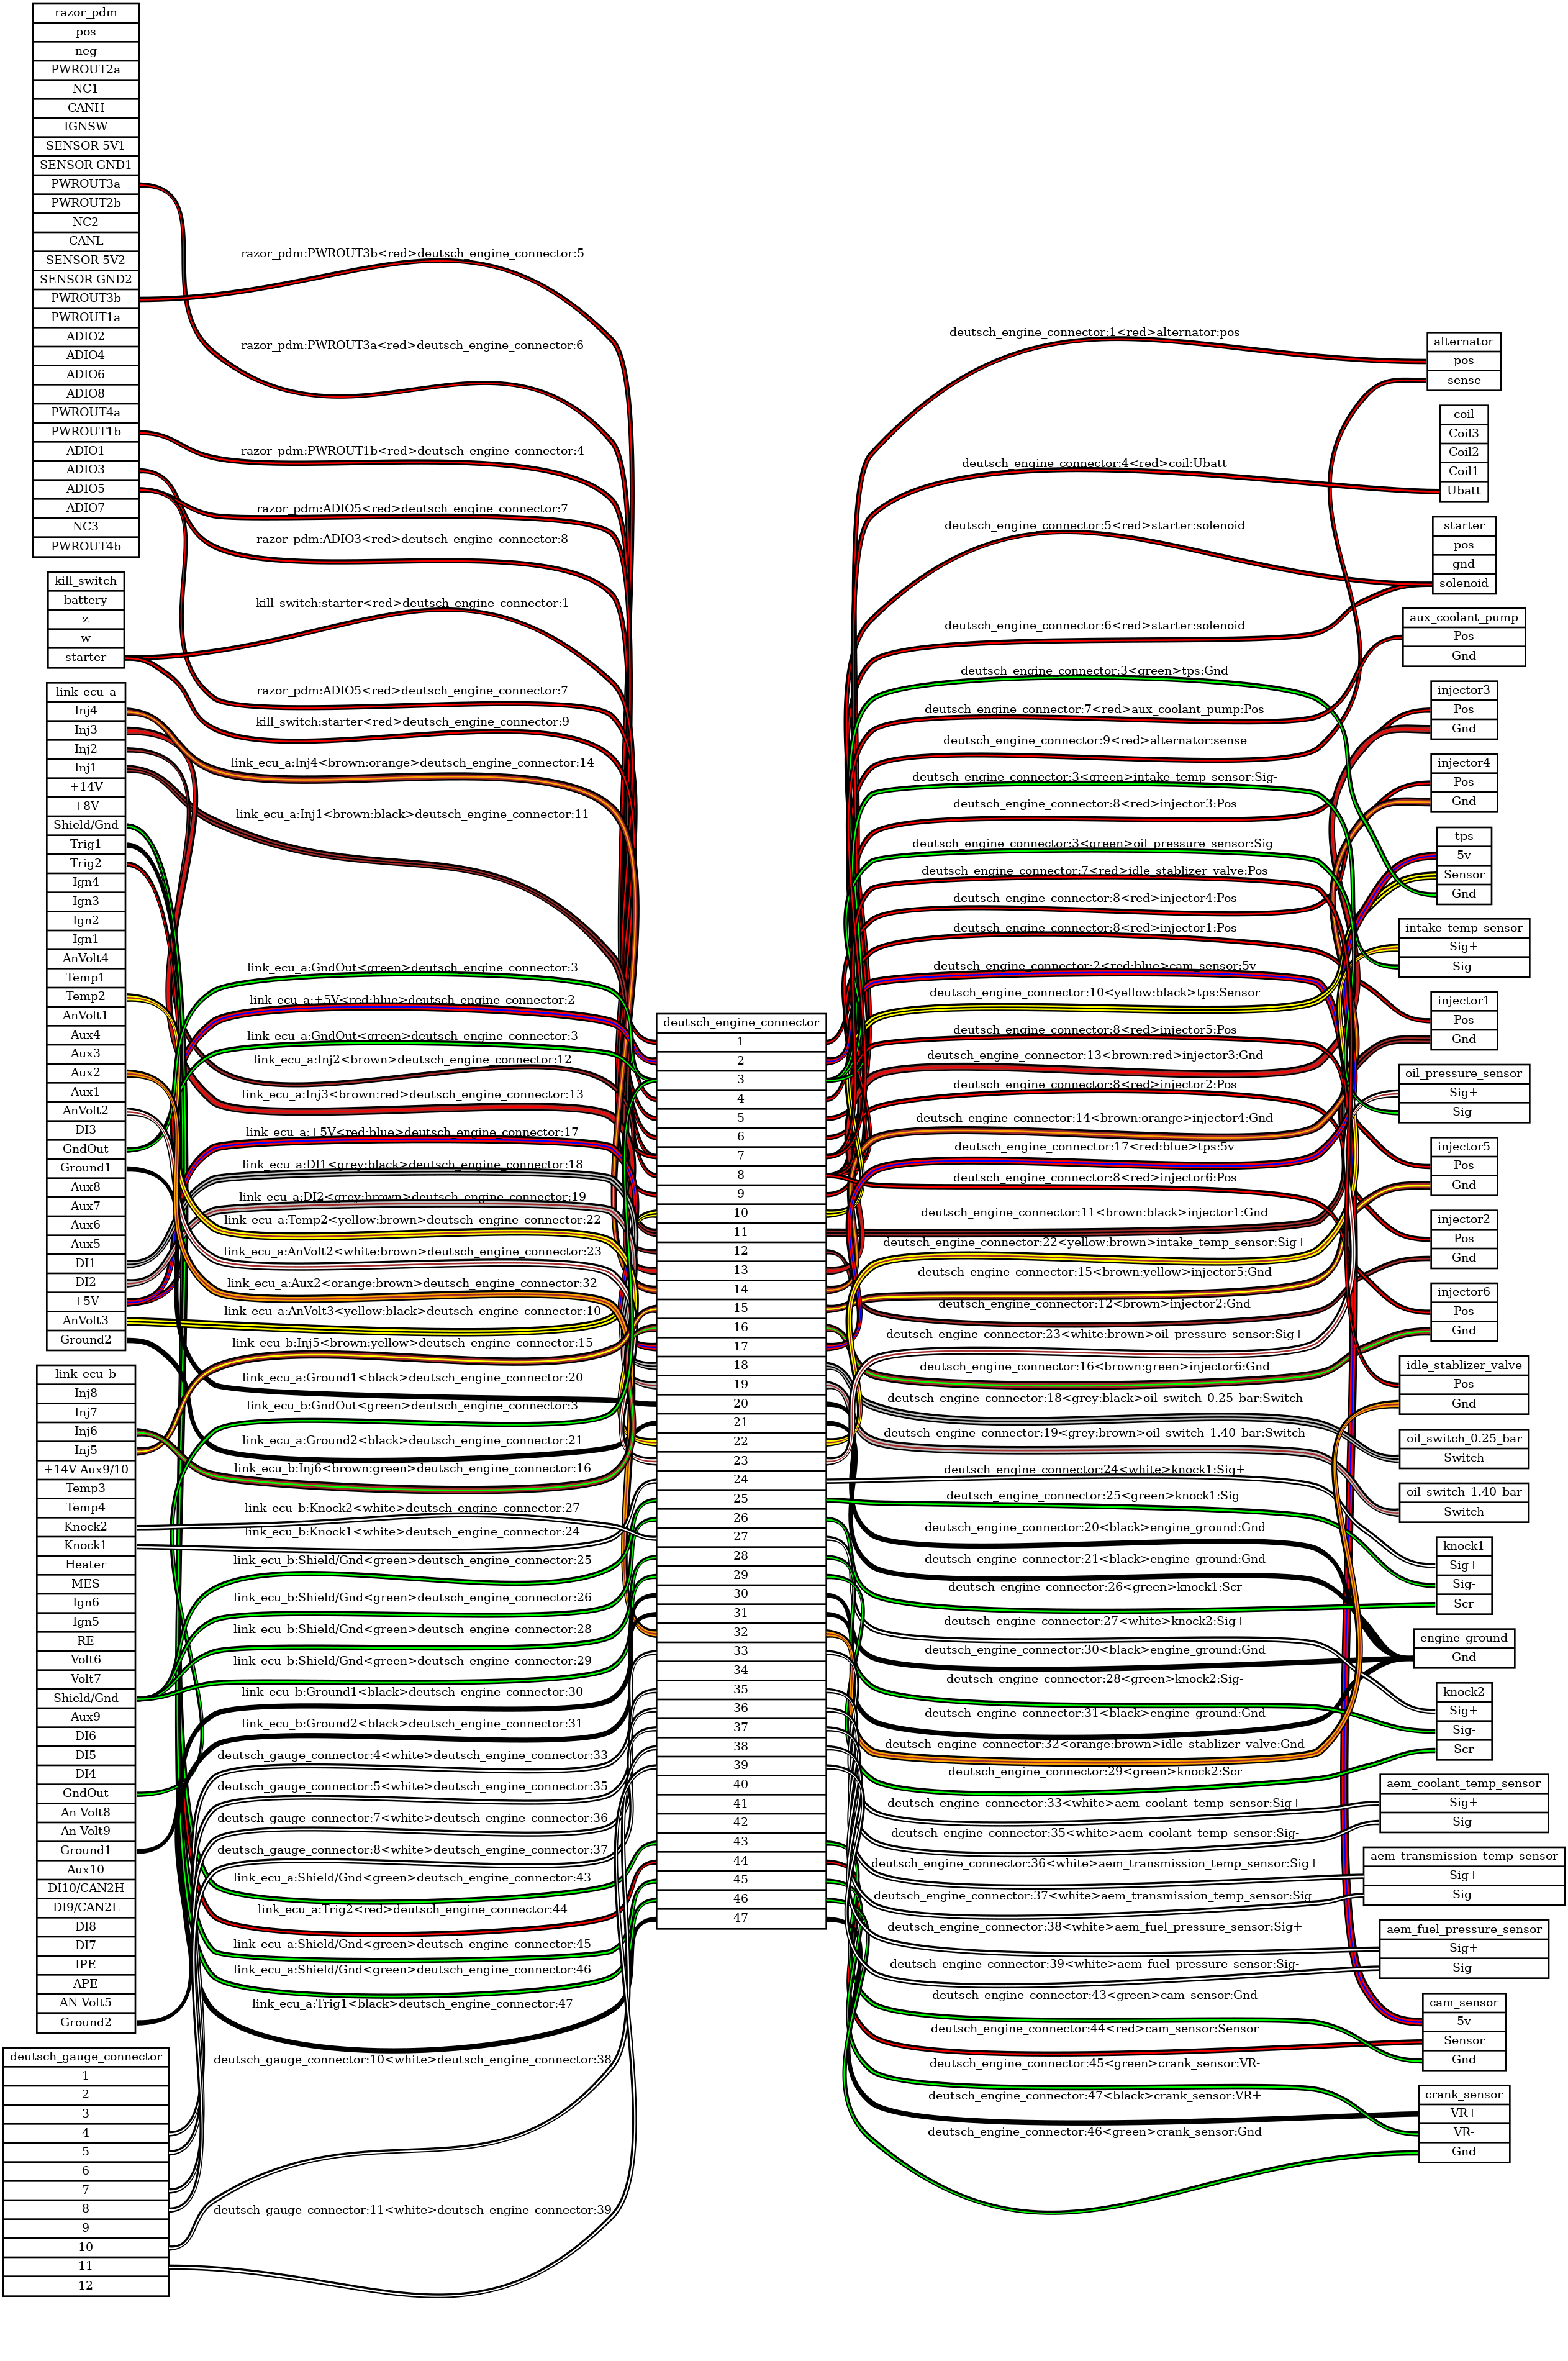 razor_pdm
pos
neg
PWROUT2a
NC1
CANH
IGNSW
SENSOR 5V1
SENSOR GND1
PWROUT3a
PWROUT2b
NC2
CANL
SENSOR 5V2
SENSOR GND2
PWROUT3b
PWROUT1a
ADIO2
ADIO4
ADIO6
ADIO8
PWROUT4a
PWROUT1b
ADIO1
ADIO3
ADIO5
ADIO7
NC3
PWROUT4b
kill_switch
battery
z
w
starter
link_ecu_a
Inj4
Inj3
Inj2
Inj1
+14V
+8V
Shield/Gnd
Trig1
Trig2
Ign4
Ign3
Ign2
Ign1
AnVolt4
Temp1
Temp2
AnVolt1
Aux4
Aux3
Aux2
Aux1
AnVolt2
DI3
GndOut
Ground1
Aux8
Aux7
Aux6
Aux5
DI1
DI2
+5V
AnVolt3
Ground2
link_ecu_b
Inj8
Inj7
Inj6
Inj5
+14V Aux9/10
Temp3
Temp4
Knock2
Knock1
Heater
MES
Ign6
Ign5
RE
Volt6
Volt7
Shield/Gnd
Aux9
DI6
DI5
DI4
GndOut
An Volt8
An Volt9
Ground1
Aux10
DI10/CAN2H
DI9/CAN2L
DI8
DI7
IPE
APE
AN Volt5
Ground2
deutsch_gauge_connector
1
2
3
4
5
6
7
8
9
10
11
12
razor_pdm:PWROUT3b<red>deutsch_engine_connector:5
razor_pdm:PWROUT3a<red>deutsch_engine_connector:6
razor_pdm:PWROUT1b<red>deutsch_engine_connector:4
razor_pdm:ADIO5<red>deutsch_engine_connector:7
razor_pdm:ADIO3<red>deutsch_engine_connector:8
kill_switch:starter<red>deutsch_engine_connector:1
razor_pdm:ADIO5<red>deutsch_engine_connector:7
kill_switch:starter<red>deutsch_engine_connector:9
link_ecu_a:Inj4<brown:orange>deutsch_engine_connector:14
link_ecu_a:Inj1<brown:black>deutsch_engine_connector:11
link_ecu_a:GndOut<green>deutsch_engine_connector:3
link_ecu_a:+5V<red:blue>deutsch_engine_connector:2
link_ecu_a:GndOut<green>deutsch_engine_connector:3
link_ecu_a:Inj2<brown>deutsch_engine_connector:12
link_ecu_a:Inj3<brown:red>deutsch_engine_connector:13
link_ecu_a:+5V<red:blue>deutsch_engine_connector:17
link_ecu_a:DI1<grey:black>deutsch_engine_connector:18
link_ecu_a:DI2<grey:brown>deutsch_engine_connector:19
link_ecu_a:Temp2<yellow:brown>deutsch_engine_connector:22
link_ecu_a:AnVolt2<white:brown>deutsch_engine_connector:23
link_ecu_a:Aux2<orange:brown>deutsch_engine_connector:32
link_ecu_a:AnVolt3<yellow:black>deutsch_engine_connector:10
link_ecu_b:Inj5<brown:yellow>deutsch_engine_connector:15
link_ecu_a:Ground1<black>deutsch_engine_connector:20
link_ecu_b:GndOut<green>deutsch_engine_connector:3
link_ecu_a:Ground2<black>deutsch_engine_connector:21
link_ecu_b:Inj6<brown:green>deutsch_engine_connector:16
link_ecu_b:Knock2<white>deutsch_engine_connector:27
link_ecu_b:Knock1<white>deutsch_engine_connector:24
link_ecu_b:Shield/Gnd<green>deutsch_engine_connector:25
link_ecu_b:Shield/Gnd<green>deutsch_engine_connector:26
link_ecu_b:Shield/Gnd<green>deutsch_engine_connector:28
link_ecu_b:Shield/Gnd<green>deutsch_engine_connector:29
link_ecu_b:Ground1<black>deutsch_engine_connector:30
link_ecu_b:Ground2<black>deutsch_engine_connector:31
deutsch_gauge_connector:4<white>deutsch_engine_connector:33
deutsch_gauge_connector:5<white>deutsch_engine_connector:35
deutsch_gauge_connector:7<white>deutsch_engine_connector:36
deutsch_gauge_connector:8<white>deutsch_engine_connector:37
link_ecu_a:Shield/Gnd<green>deutsch_engine_connector:43
link_ecu_a:Trig2<red>deutsch_engine_connector:44
link_ecu_a:Shield/Gnd<green>deutsch_engine_connector:45
link_ecu_a:Shield/Gnd<green>deutsch_engine_connector:46
link_ecu_a:Trig1<black>deutsch_engine_connector:47
deutsch_gauge_connector:10<white>deutsch_engine_connector:38
deutsch_gauge_connector:11<white>deutsch_engine_connector:39
deutsch_engine_connector
1
2
3
4
5
6
7
8
9
10
11
12
13
14
15
16
17
18
19
20
21
22
23
24
25
26
27
28
29
30
31
32
33
34
35
36
37
38
39
40
41
42
43
44
45
46
47
deutsch_engine_connector:1<red>alternator:pos
deutsch_engine_connector:4<red>coil:Ubatt
deutsch_engine_connector:5<red>starter:solenoid
deutsch_engine_connector:6<red>starter:solenoid
deutsch_engine_connector:3<green>tps:Gnd
deutsch_engine_connector:7<red>aux_coolant_pump:Pos
deutsch_engine_connector:9<red>alternator:sense
deutsch_engine_connector:3<green>intake_temp_sensor:Sig-
deutsch_engine_connector:8<red>injector3:Pos
deutsch_engine_connector:3<green>oil_pressure_sensor:Sig-
deutsch_engine_connector:7<red>idle_stablizer_valve:Pos
deutsch_engine_connector:8<red>injector4:Pos
deutsch_engine_connector:8<red>injector1:Pos
deutsch_engine_connector:2<red:blue>cam_sensor:5v
deutsch_engine_connector:10<yellow:black>tps:Sensor
deutsch_engine_connector:8<red>injector5:Pos
deutsch_engine_connector:13<brown:red>injector3:Gnd
deutsch_engine_connector:8<red>injector2:Pos
deutsch_engine_connector:14<brown:orange>injector4:Gnd
deutsch_engine_connector:17<red:blue>tps:5v
deutsch_engine_connector:8<red>injector6:Pos
deutsch_engine_connector:11<brown:black>injector1:Gnd
deutsch_engine_connector:22<yellow:brown>intake_temp_sensor:Sig+
deutsch_engine_connector:15<brown:yellow>injector5:Gnd
deutsch_engine_connector:12<brown>injector2:Gnd
deutsch_engine_connector:23<white:brown>oil_pressure_sensor:Sig+
deutsch_engine_connector:16<brown:green>injector6:Gnd
deutsch_engine_connector:18<grey:black>oil_switch_0.25_bar:Switch
deutsch_engine_connector:19<grey:brown>oil_switch_1.40_bar:Switch
deutsch_engine_connector:24<white>knock1:Sig+
deutsch_engine_connector:25<green>knock1:Sig-
deutsch_engine_connector:20<black>engine_ground:Gnd
deutsch_engine_connector:21<black>engine_ground:Gnd
deutsch_engine_connector:26<green>knock1:Scr
deutsch_engine_connector:27<white>knock2:Sig+
deutsch_engine_connector:30<black>engine_ground:Gnd
deutsch_engine_connector:28<green>knock2:Sig-
deutsch_engine_connector:31<black>engine_ground:Gnd
deutsch_engine_connector:32<orange:brown>idle_stablizer_valve:Gnd
deutsch_engine_connector:29<green>knock2:Scr
deutsch_engine_connector:33<white>aem_coolant_temp_sensor:Sig+
deutsch_engine_connector:35<white>aem_coolant_temp_sensor:Sig-
deutsch_engine_connector:36<white>aem_transmission_temp_sensor:Sig+
deutsch_engine_connector:37<white>aem_transmission_temp_sensor:Sig-
deutsch_engine_connector:38<white>aem_fuel_pressure_sensor:Sig+
deutsch_engine_connector:39<white>aem_fuel_pressure_sensor:Sig-
deutsch_engine_connector:43<green>cam_sensor:Gnd
deutsch_engine_connector:44<red>cam_sensor:Sensor
deutsch_engine_connector:45<green>crank_sensor:VR-
deutsch_engine_connector:47<black>crank_sensor:VR+
deutsch_engine_connector:46<green>crank_sensor:Gnd
alternator
pos
sense
coil
Coil3
Coil2
Coil1
Ubatt
starter
pos
gnd
solenoid
aux_coolant_pump
Pos
Gnd
injector3
Pos
Gnd
injector4
Pos
Gnd
tps
5v
Sensor
Gnd
intake_temp_sensor
Sig+
Sig-
injector1
Pos
Gnd
oil_pressure_sensor
Sig+
Sig-
injector5
Pos
Gnd
injector2
Pos
Gnd
injector6
Pos
Gnd
idle_stablizer_valve
Pos
Gnd
oil_switch_0.25_bar
Switch
oil_switch_1.40_bar
Switch
knock1
Sig+
Sig-
Scr
engine_ground
Gnd
knock2
Sig+
Sig-
Scr
aem_coolant_temp_sensor
Sig+
Sig-
aem_transmission_temp_sensor
Sig+
Sig-
aem_fuel_pressure_sensor
Sig+
Sig-
cam_sensor
5v
Sensor
Gnd
crank_sensor
VR+
VR-
Gnd